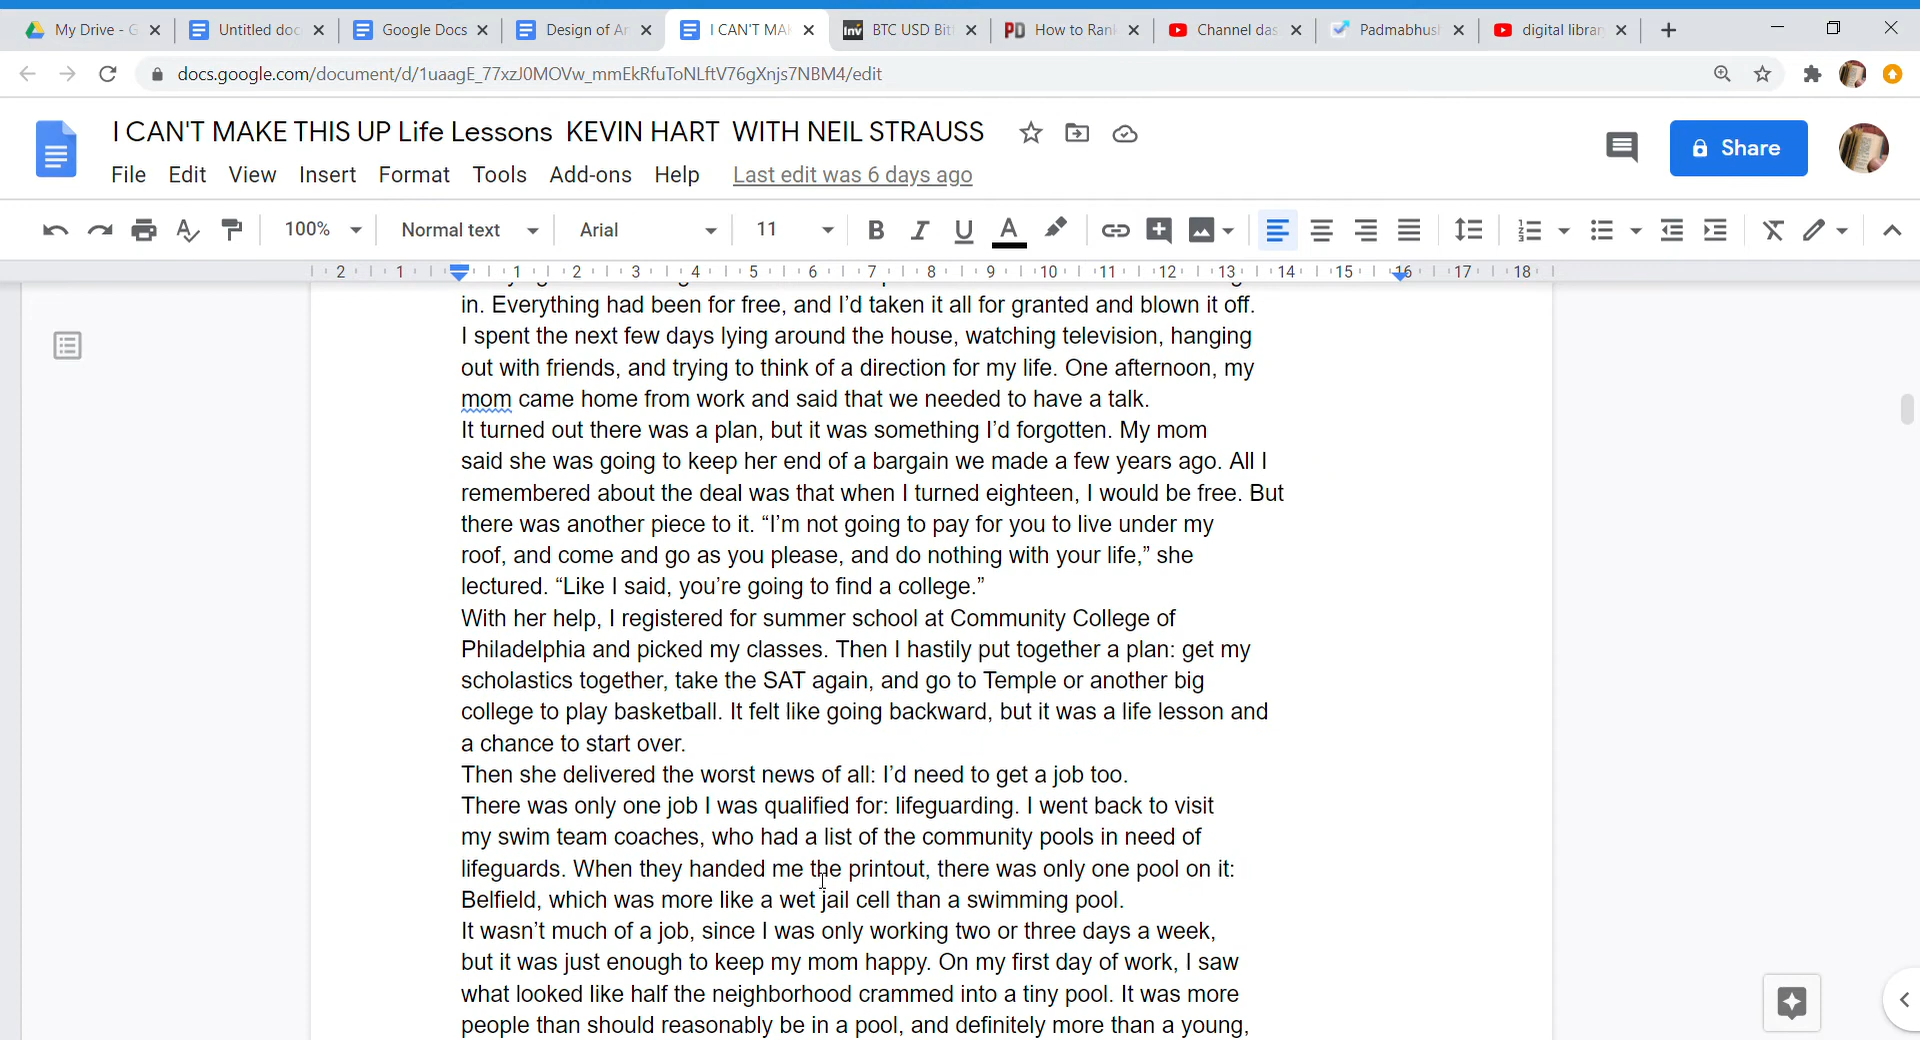 My Drive - G
Untitled doc
Google Docs
Design of Ar
I CAN'T MA
BTC USD Bit
How to Rank
Channel das
Padmabhush
digital librar
docs.google.com/document/d/1uaagE_77xzJ0MOVw_mmEkRfuToNLftV76gXnjs7NBM4/edit
I CAN'T MAKE THIS UP Life Lessons KEVIN HART WITH NEIL STRAUSS
Share
File Edit View Insert Format Tools Add-ons Help Last edit was 6 days ago
100% Normal text Arial 11
2 1 1 2 3 4 5 6 7 8 9 10 11 12 13 14 15 16 17 18
in. Everything had been for free, and I’d taken it all for granted and blown it off.
I spent the next few days lying around the house, watching television, hanging
out with friends, and trying to think of a direction for my life. One afternoon, my
mom came home from work and said that we needed to have a talk.
It turned out there was a plan, but it was something I’d forgotten. My mom
said she was going to keep her end of a bargain we made a few years ago. All I
remembered about the deal was that when I turned eighteen, I would be free. But
there was another piece to it. “I’m not going to pay for you to live under my
roof, and come and go as you please, and do nothing with your life,” she
lectured. “Like I said, you’re going to find a college.”
With her help, I registered for summer school at Community College of
Philadelphia and picked my classes. Then I hastily put together a plan: get my
scholastics together, take the SAT again, and go to Temple or another big
college to play basketball. It felt like going backward, but it was a life lesson and
a chance to start over.
Then she delivered the worst news of all: I’d need to get a job too.
There was only one job I was qualified for: lifeguarding. I went back to visit
my swim team coaches, who had a list of the community pools in need of
lifeguards. When they handed me the printout, there was only one pool on it:
Belfield, which was more like a wet jail cell than a swimming pool.
It wasn’t much of a job, since I was only working two or three days a week,
but it was just enough to keep my mom happy. On my first day of work, I saw
what looked like half the neighborhood crammed into a tiny pool. It was more
people than should reasonably be in a pool, and definitely more than a young,